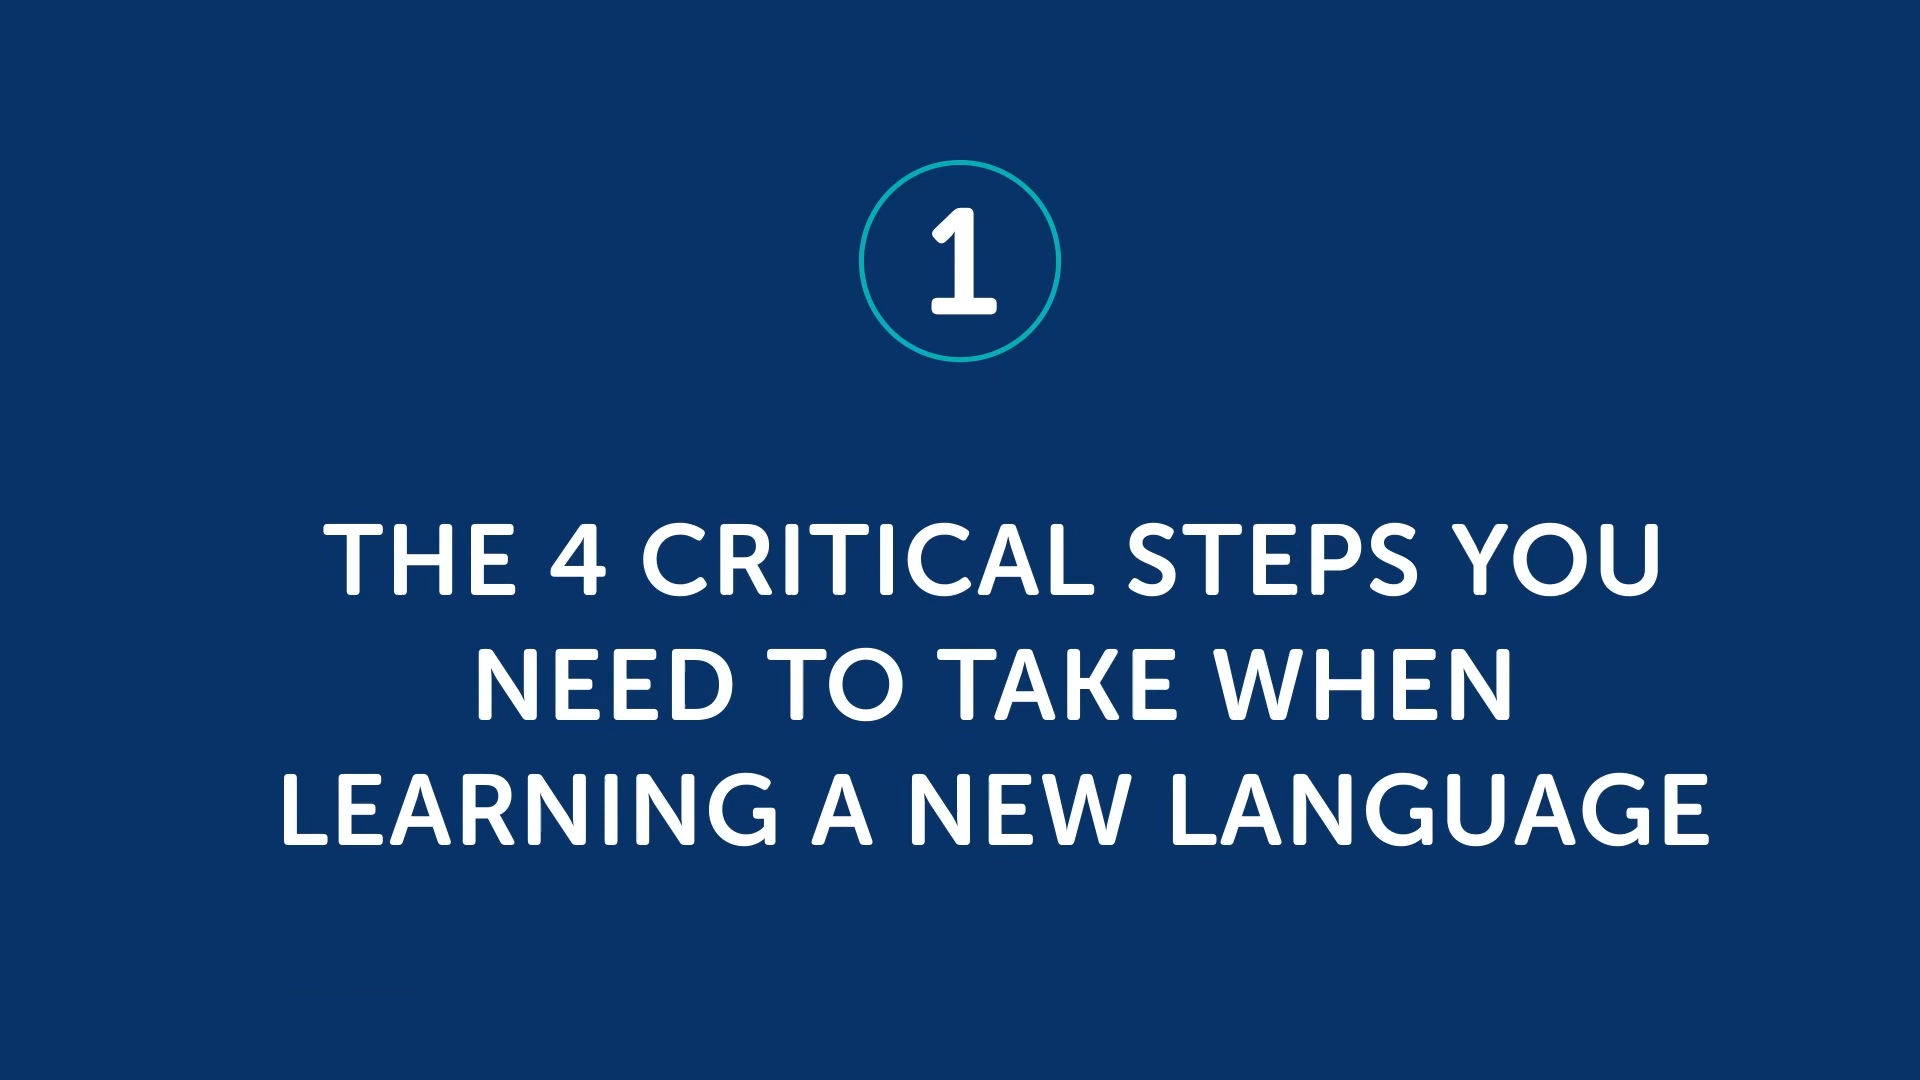 1
THE 4 CRITICAL STEPS YOU
NEED TO TAKE WHEN
LEARNING A NEW LANGUAGE